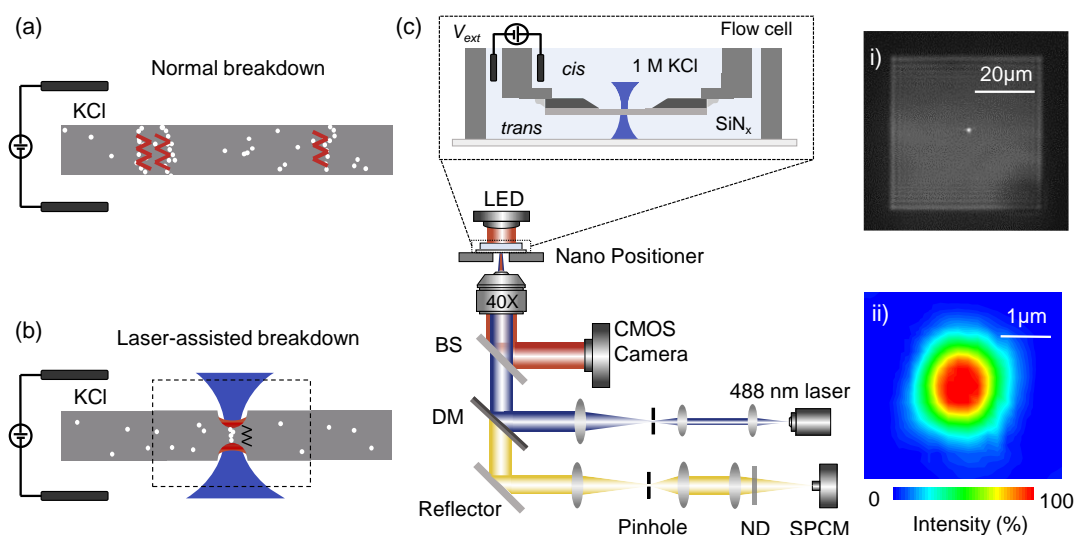 (a)
Normal breakdown
KCl
(b)
Laser-assisted breakdown
KCl
(c)
V_ext
Flow cell
cis
1 M KCl
trans
SiNₓ
LED
Nano Positioner
40X
BS
CMOS
Camera
DM
488 nm laser
Reflector
Pinhole
ND
SPCM
i)
20μm
ii)
1μm
0
100
Intensity (%)